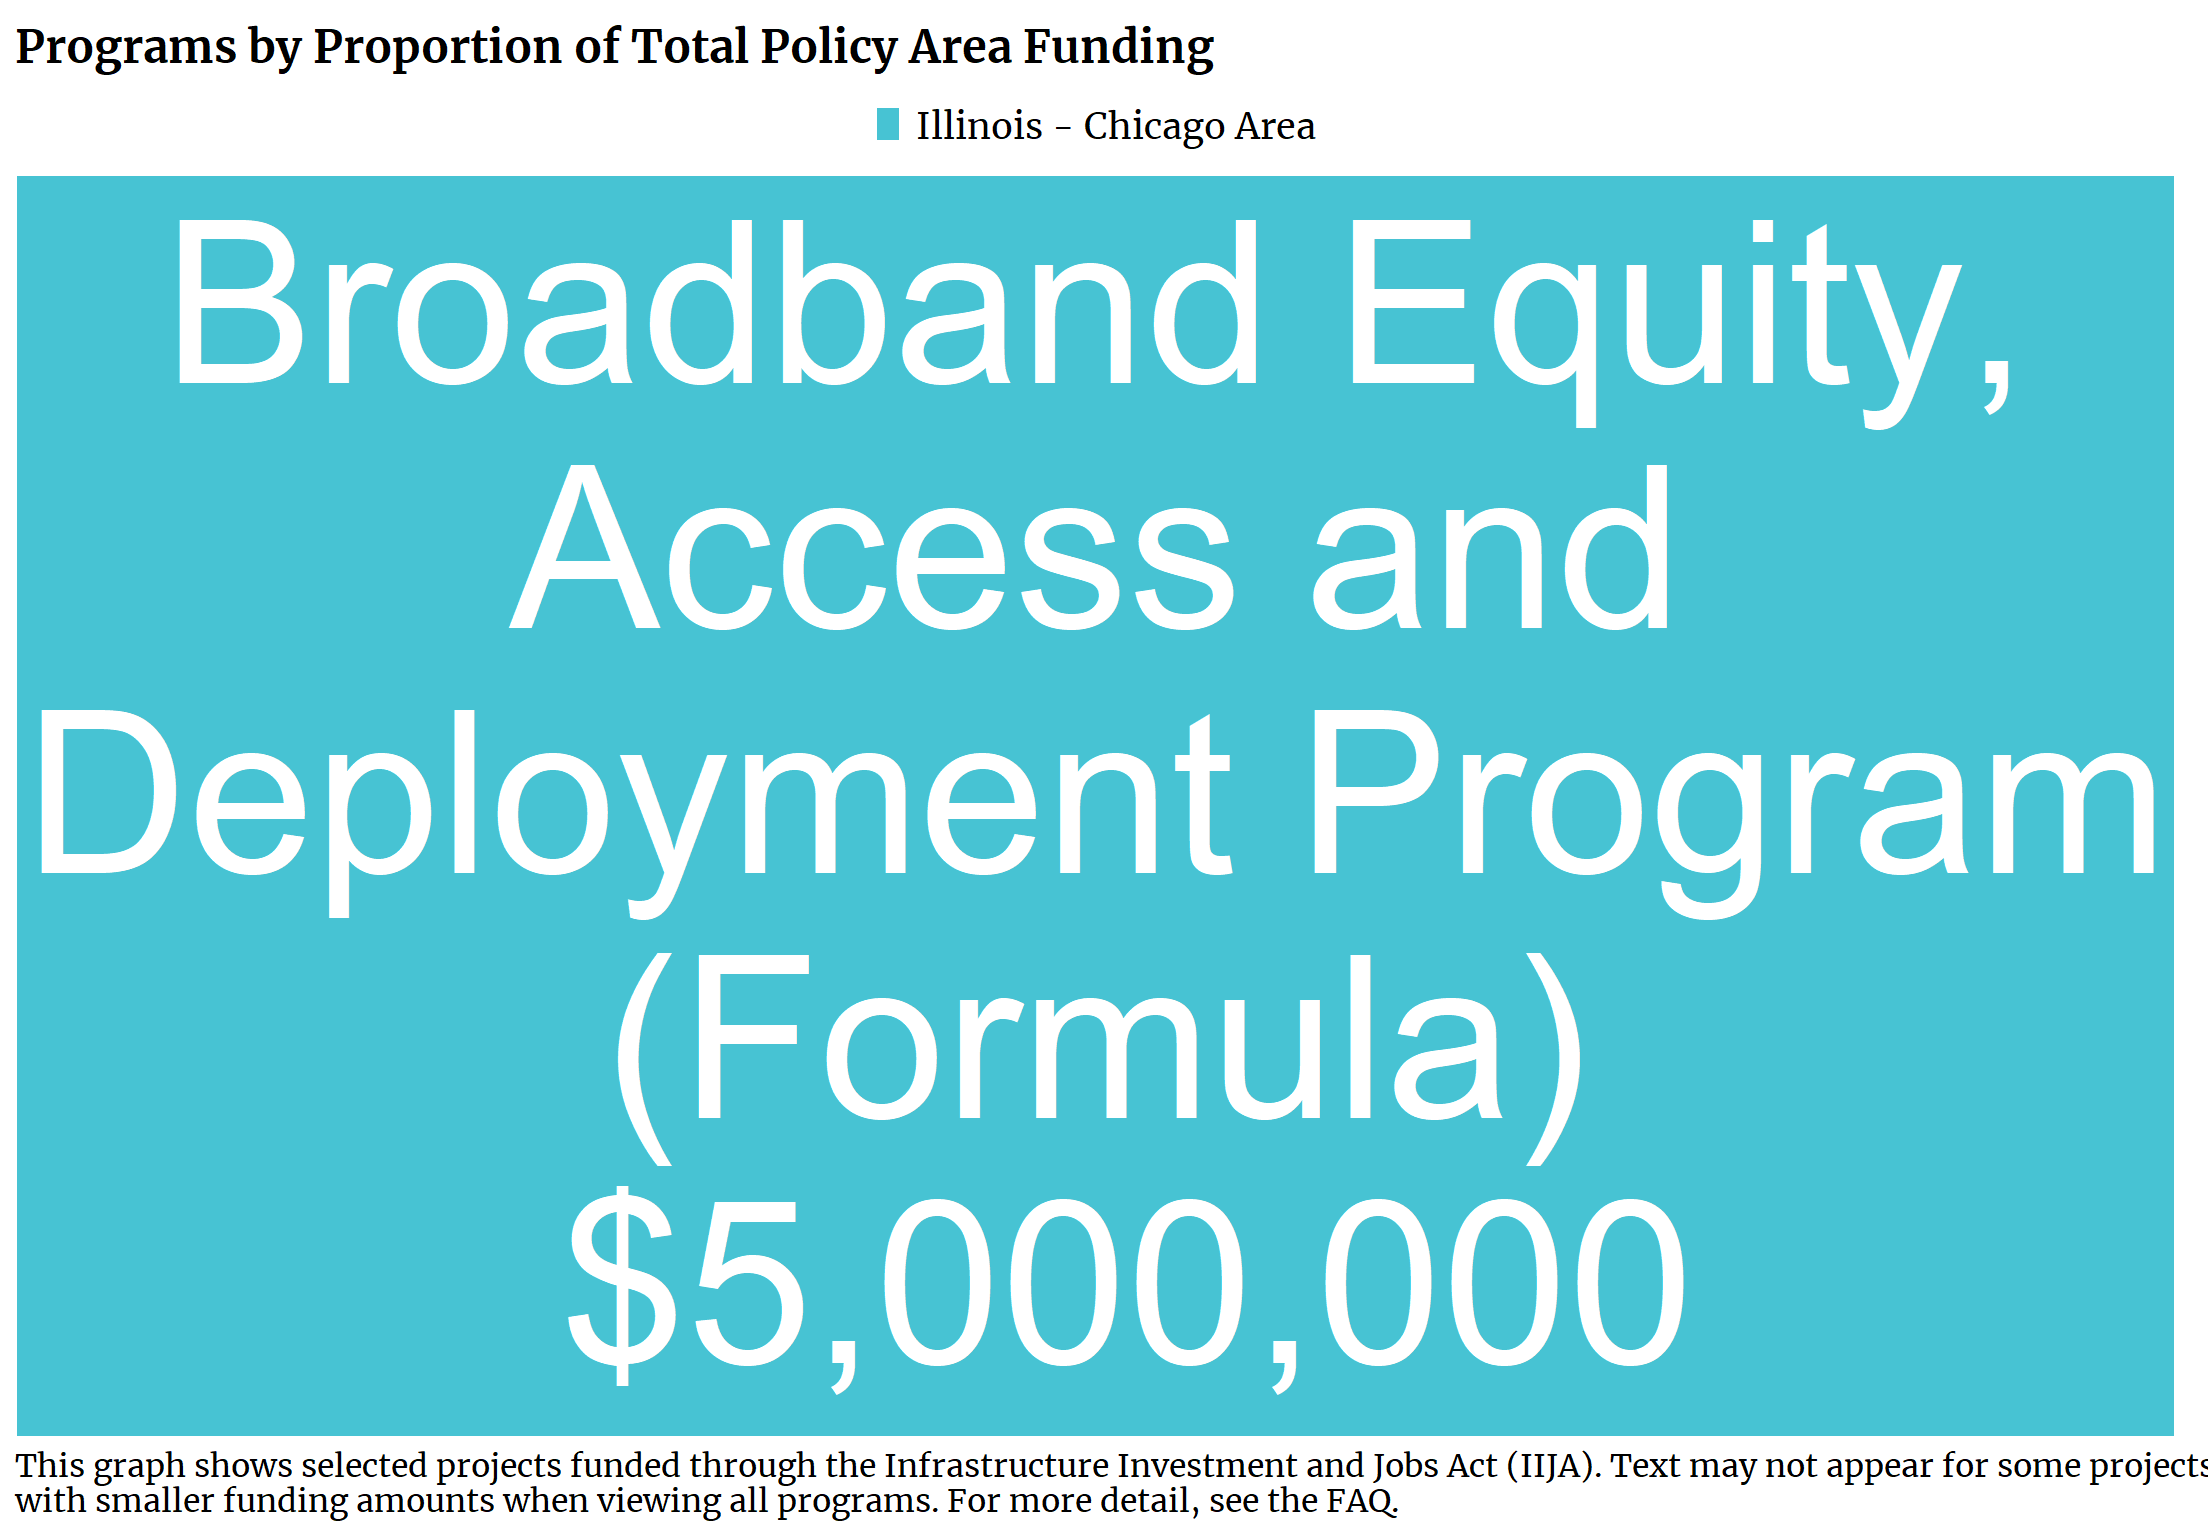 Programs by Proportion of Total Policy Area Funding
Illinois - Chicago Area
Broadband Equity,
Access and
Deployment Program
(Formula)
$5,000,000
This graph shows selected projects funded through the Infrastructure Investment and Jobs Act (IIJA). Text may not appear for some projects
with smaller funding amounts when viewing all programs. For more detail, see the FAQ.